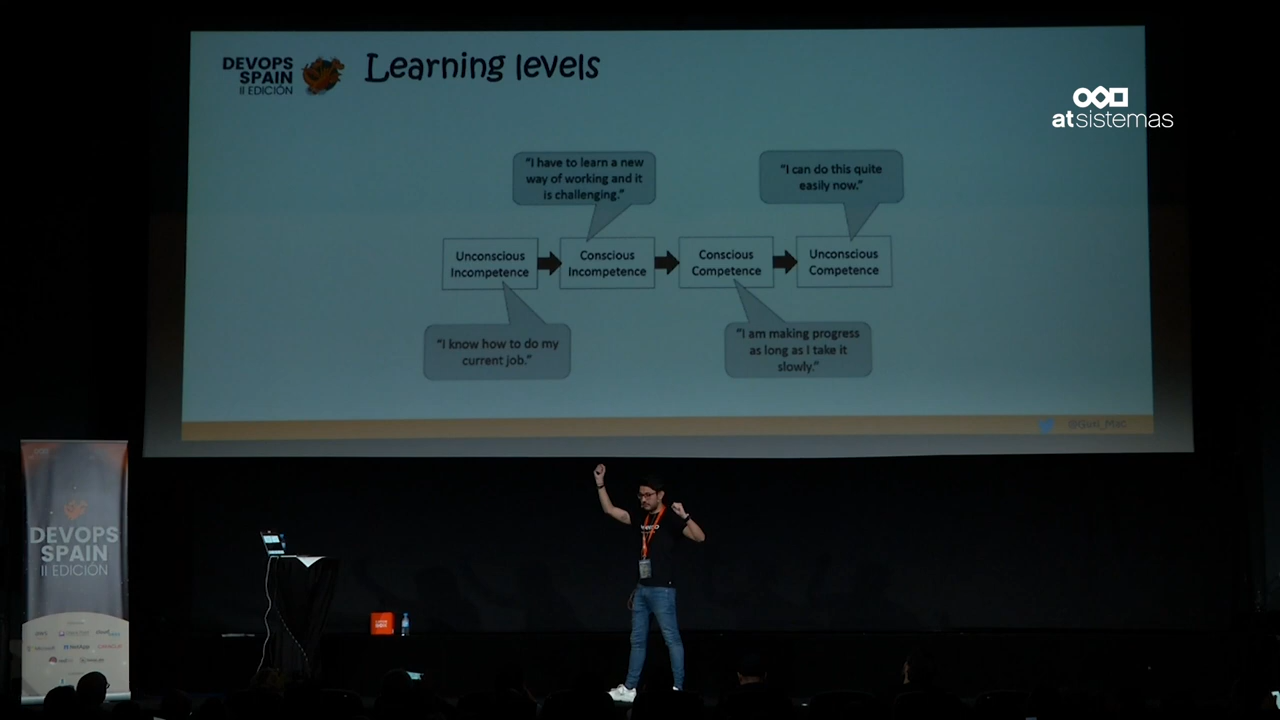 DEVOPS
SPAIN
II EDICIÓN
Learning levels
atsistemas
"I have to learn a new
way of working and it
is challenging."
"I can do this quite
easily now."
Unconscious
Incompetence
Conscious
Incompetence
Conscious
Competence
Unconscious
Competence
"I know how to do my
current job."
"I am making progress
as long as I take it
slowly."
DEVOPS
SPAIN
II EDICIÓN
NetApp